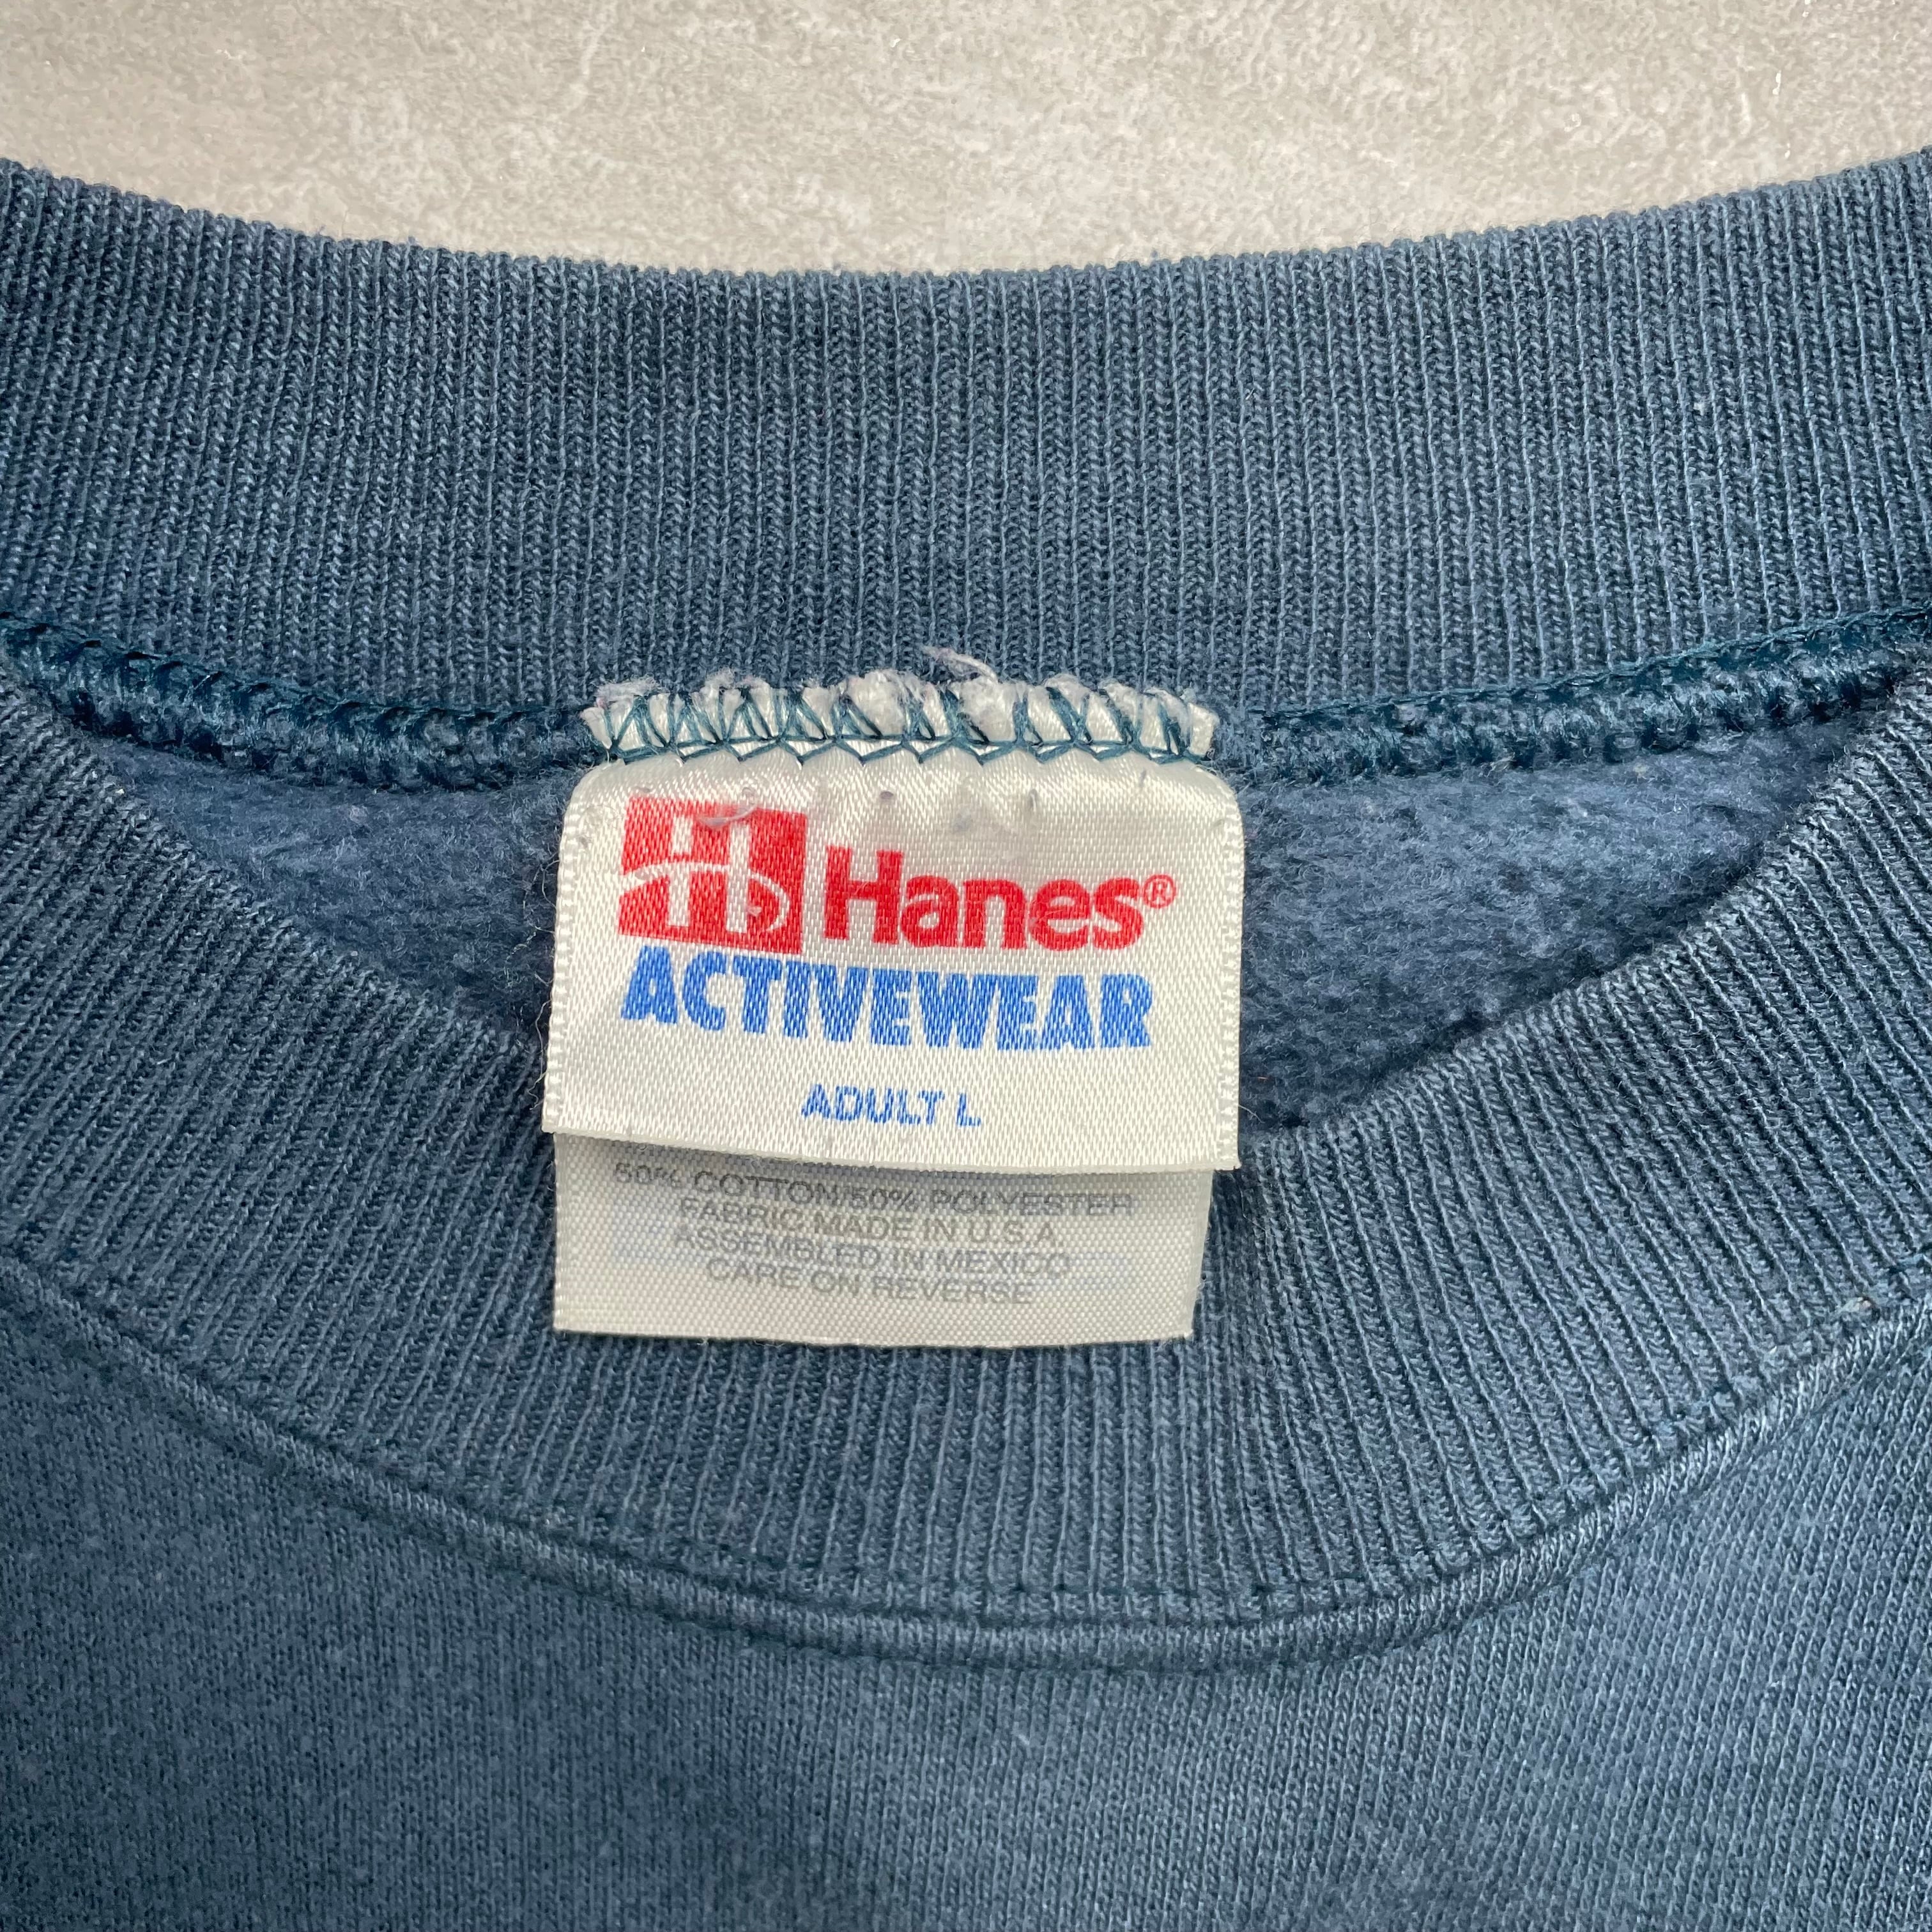 H Hanes®
ACTIVEWEAR
ADULT L
50% COTTON/50% POLYESTER
FABRIC MADE IN U.S.A.
ASSEMBLED IN MEXICO
CARE ON REVERSE